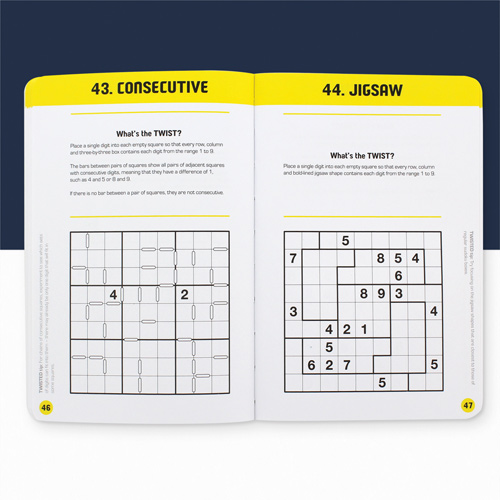 43. CONSECUTIVE
What's the TWIST?
Place a single digit into each empty square so that every row, column
and three-by-three box contains each digit from the range 1 to 9.
The bars between pairs of squares show all pairs of adjacent squares
with consecutive digits, meaning that they have a difference of 1,
such as 4 and 5 or 8 and 9.
If there is no bar between a pair of squares, they are not consecutive.
4 2
46
44. JIGSAW
What's the TWIST?
Place a single digit into each empty square so that every row, column
and bold-lined jigsaw shape contains each digit from the range 1 to 9.
5
7 8 5 4
6
8 9 3
3 4
4 2 1
5
6 2 7 5
5
47